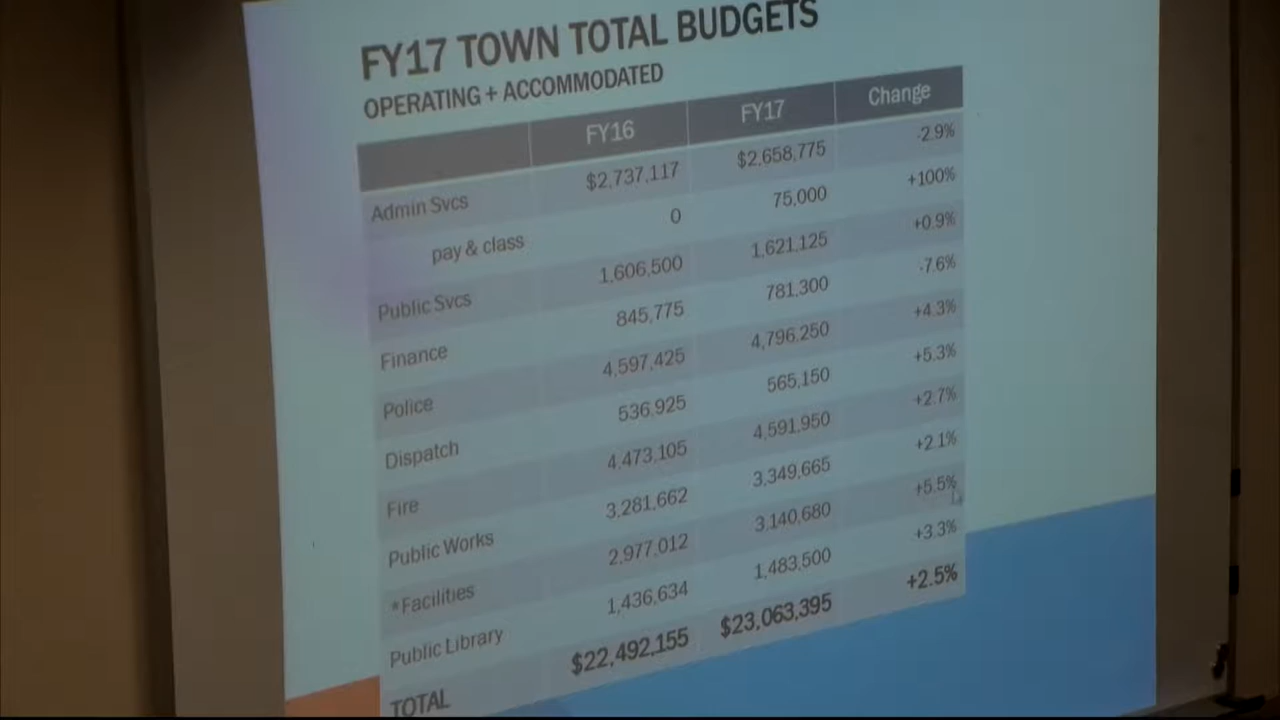 FY17 TOWN TOTAL BUDGETS
OPERATING + ACCOMMODATED
FY16 FY17 Change
Admin Svcs $2,737,117 $2,658,775 -2.9%
pay & class 0 75,000 +100%
Public Svcs 1,606,500 1,621,125 +0.9%
Finance 845,775 781,300 -7.6%
Police 4,597,425 4,796,250 +4.3%
Dispatch 536,925 565,150 +5.3%
Fire 4,473,105 4,591,950 +2.7%
Public Works 3,281,662 3,349,665 +2.1%
*Facilities 2,977,012 3,140,680 +5.5%
Public Library 1,436,634 1,483,500 +3.3%
TOTAL $22,492,155 $23,063,395 +2.5%